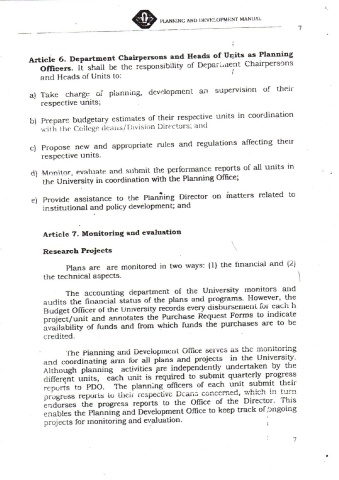 PLANNING AND DEVELOPMENT MANUAL
7
Article 6. Department Chairpersons and Heads of Units as Planning
Officers. It shall be the responsibility of Department Chairpersons
and Heads of Units to:
a) Take charge of planning, development an supervision of their
respective units;
b) Prepare budgetary estimates of their respective units in coordination
with the College deans/Division Directors; and
c) Propose new and appropriate rules and regulations affecting their
respective units.
d) Monitor, evaluate and submit the performance reports of all units in
the University in coordination with the Planning Office;
e) Provide assistance to the Planning Director on matters related to
institutional and policy development; and
Article 7. Monitoring and evaluation
Research Projects
Plans are are monitored in two ways: (1) the financial and (2)
the technical aspects.
The accounting department of the University monitors and
audits the financial status of the plans and programs. However, the
Budget Officer of the University records every disbursement for each h
project/unit and annotates the Purchase Request Forms to indicate
availability of funds and from which funds the purchases are to be
credited.
The Planning and Development Office serves as the monitoring
and coordinating arm for all plans and projects in the University.
Although planning activities are independently undertaken by the
different units, each unit is required to submit quarterly progress
reports to PDO. The planning officers of each unit submit their
progress reports to their respective Deans concerned, which in turn
endorses the progress reports to the Office of the Director. This
enables the Planning and Development Office to keep track of ongoing
projects for monitoring and evaluation.
7